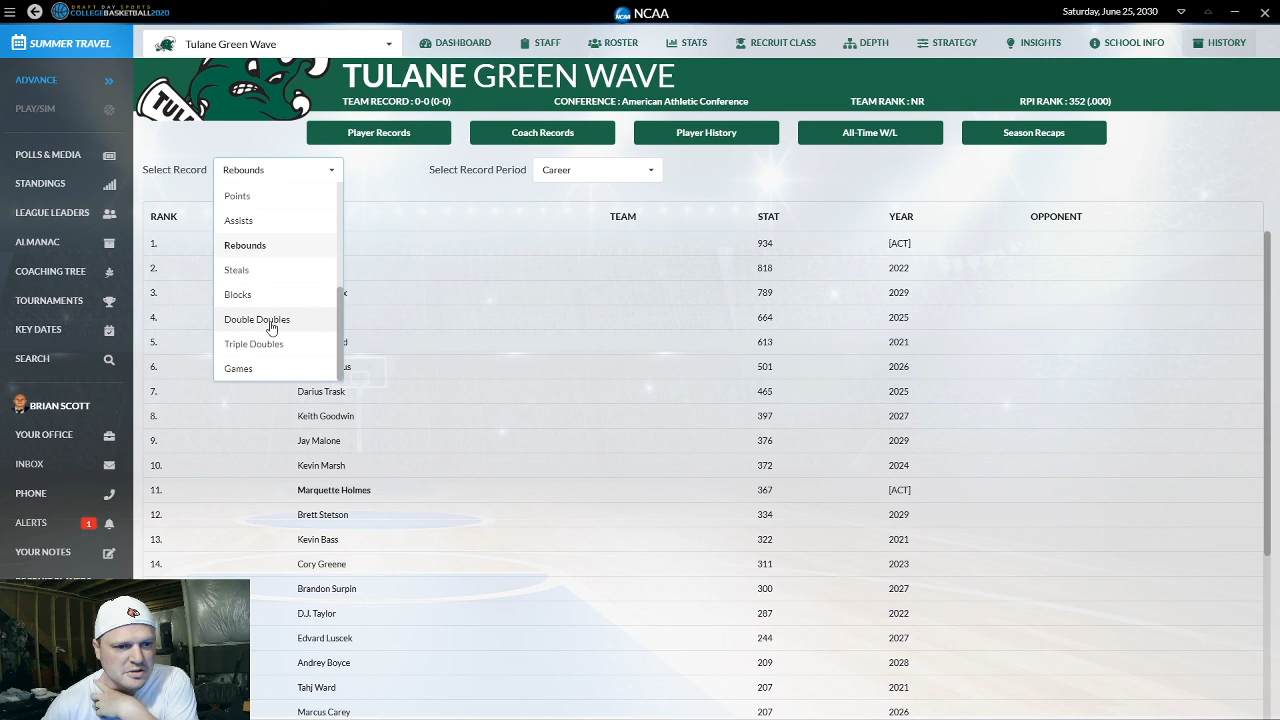 DRAFT DAY SPORTS
COLLEGE BASKETBALL 2020
NCAA
Saturday, June 25, 2030
SUMMER TRAVEL
Tulane Green Wave
DASHBOARD
STAFF
ROSTER
STATS
RECRUIT CLASS
DEPTH
STRATEGY
INSIGHTS
SCHOOL INFO
HISTORY
ADVANCE
PLAY/SIM
POLLS & MEDIA
STANDINGS
LEAGUE LEADERS
ALMANAC
COACHING TREE
TOURNAMENTS
KEY DATES
SEARCH
BRIAN SCOTT
YOUR OFFICE
INBOX
PHONE
ALERTS 1
YOUR NOTES
TULANE GREEN WAVE
TEAM RECORD : 0-0 (0-0) CONFERENCE : American Athletic Conference TEAM RANK : NR RPI RANK : 352 (.000)
Player Records Coach Records Player History All-Time W/L Season Recaps
Select Record Rebounds Select Record Period Career
Points
Assists
Rebounds
Steals
Blocks
Double Doubles
Triple Doubles
Games
RANK TEAM STAT YEAR OPPONENT
1. 934 [ACT]
2. 818 2022
3. 789 2029
4. 664 2025
5. 613 2021
6. 501 2026
7. Darius Trask 465 2025
8. Keith Goodwin 397 2027
9. Jay Malone 376 2029
10. Kevin Marsh 372 2024
11. Marquette Holmes 367 [ACT]
12. Brett Stetson 334 2029
13. Kevin Bass 322 2021
14. Cory Greene 311 2023
Brandon Surpin 300 2027
D.J. Taylor 287 2022
Edvard Luscek 244 2027
Andrey Boyce 209 2028
Tahj Ward 207 2021
Marcus Carey 207 2026